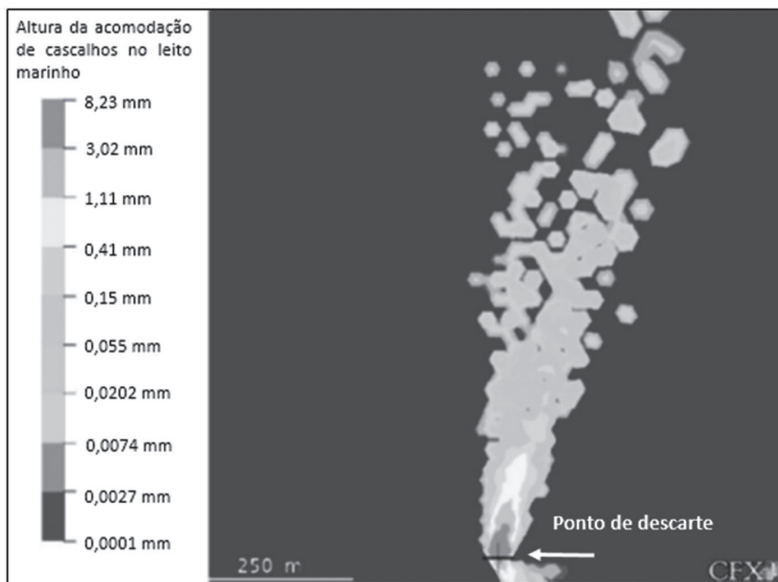 Altura da acomodação
de cascalhos no leito
marinho
8,23 mm
3,02 mm
1,11 mm
0,41 mm
0,15 mm
0,055 mm
0,0202 mm
0,0074 mm
0,0027 mm
0,0001 mm
Ponto de descarte
250 m
CFX